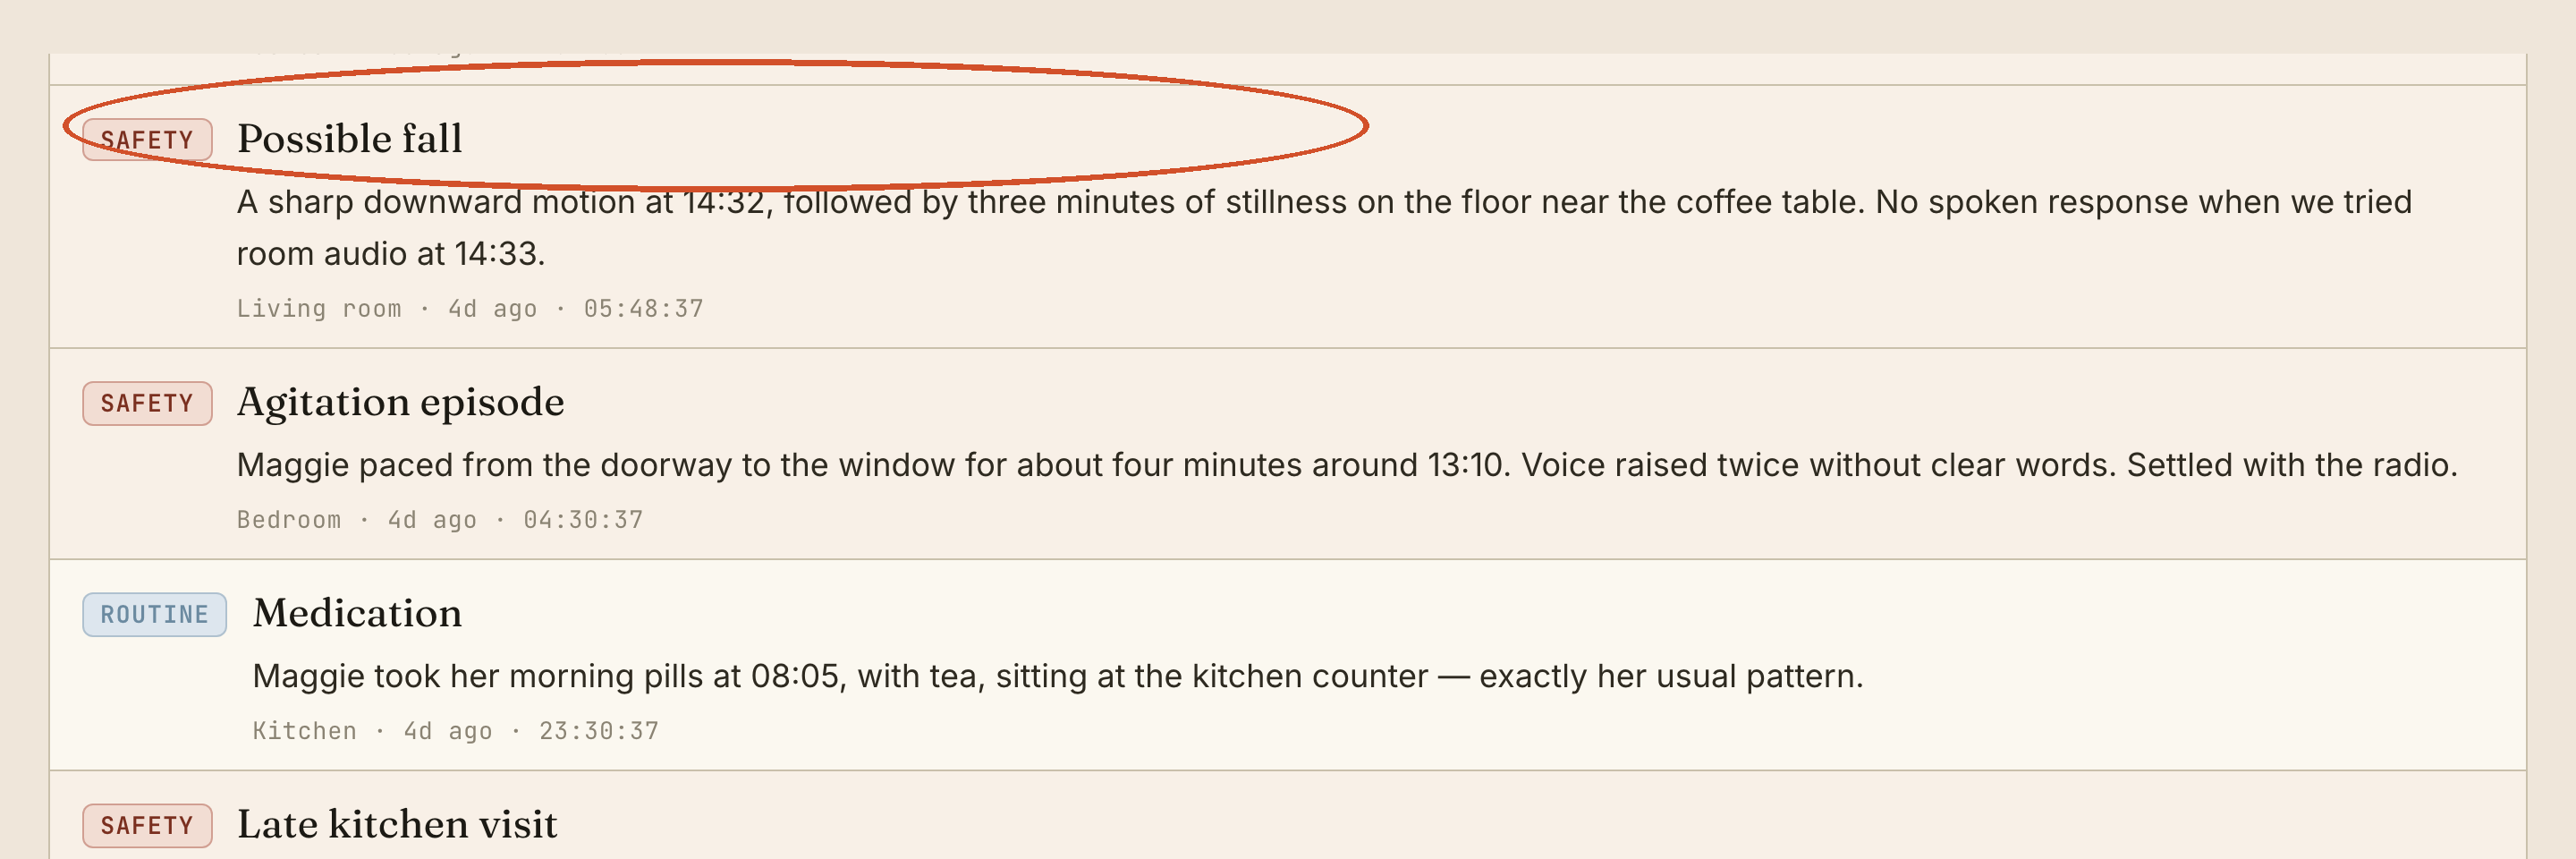 SAFETY Possible fall
A sharp downward motion at 14:32, followed by three minutes of stillness on the floor near the coffee table. No spoken response when we tried
room audio at 14:33.
Living room · 4d ago · 05:48:37
SAFETY Agitation episode
Maggie paced from the doorway to the window for about four minutes around 13:10. Voice raised twice without clear words. Settled with the radio.
Bedroom · 4d ago · 04:30:37
ROUTINE Medication
Maggie took her morning pills at 08:05, with tea, sitting at the kitchen counter — exactly her usual pattern.
Kitchen · 4d ago · 23:30:37
SAFETY Late kitchen visit